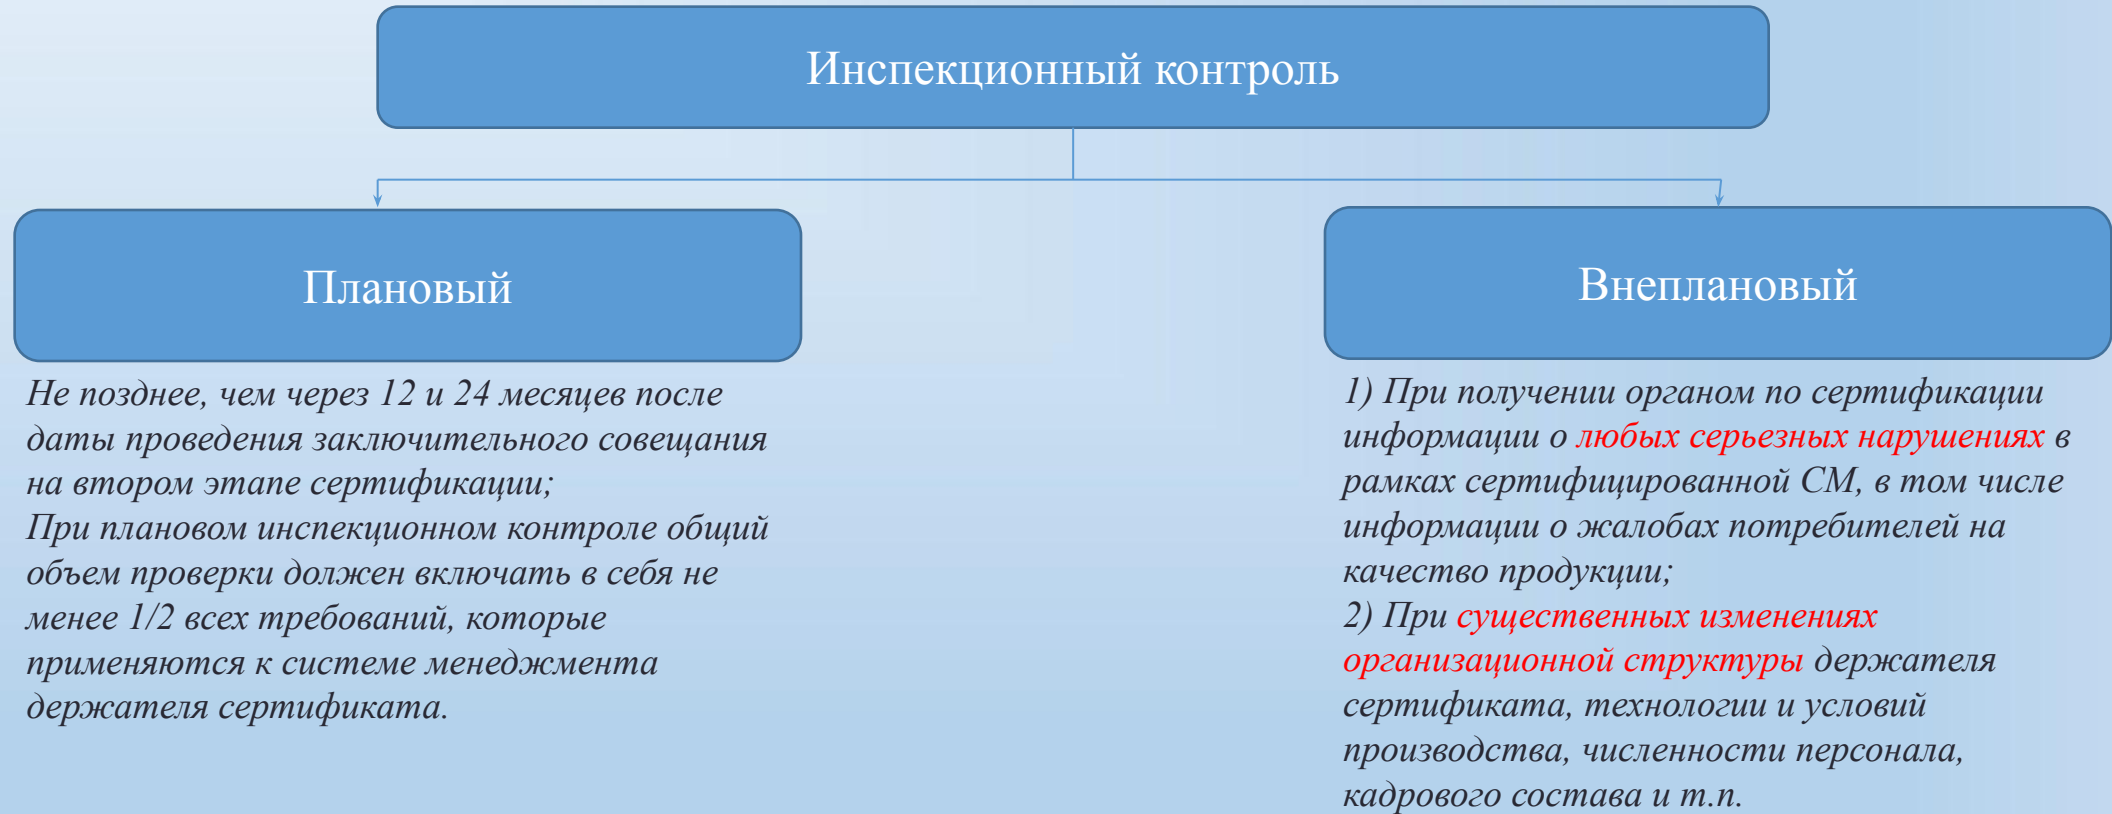 Инспекционный контроль
Плановый
Не позднее, чем через 12 и 24 месяцев после
даты проведения заключительного совещания
на втором этапе сертификации;
При плановом инспекционном контроле общий
объем проверки должен включать в себя не
менее 1/2 всех требований, которые
применяются к системе менеджмента
держателя сертификата.
Внеплановый
1) При получении органом по сертификации
информации о любых серьезных нарушениях в
рамках сертифицированной СМ, в том числе
информации о жалобах потребителей на
качество продукции;
2) При существенных изменениях
организационной структуры держателя
сертификата, технологии и условий
производства, численности персонала,
кадрового состава и т.п.